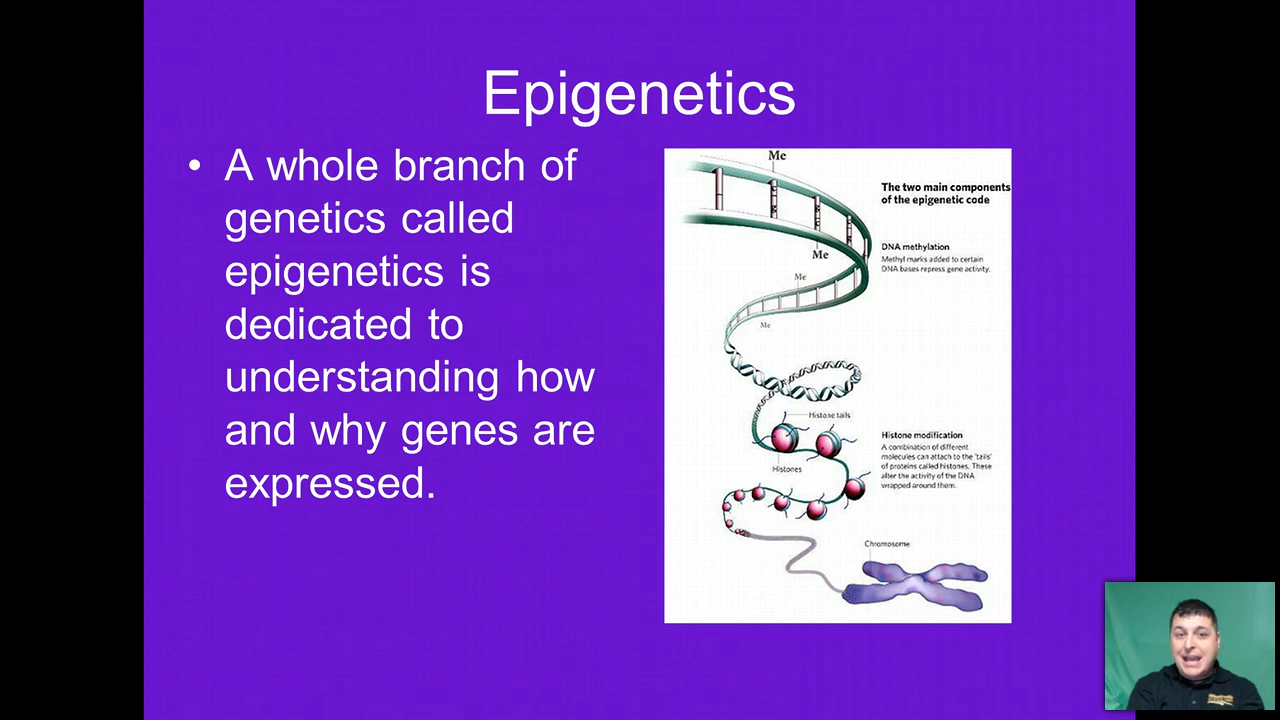 Epigenetics
• A whole branch of
genetics called
epigenetics is
dedicated to
understanding how
and why genes are
expressed.
Me
The two main components
of the epigenetic code
DNA methylation
Methyl marks added to certain
DNA bases repress gene activity.
Me
Me
Me
Histone tails
Histone modification
A combination of different
molecules can attach to the 'tails'
of proteins called histones. These
alter the activity of the DNA
wrapped around them.
Histones
Chromosome